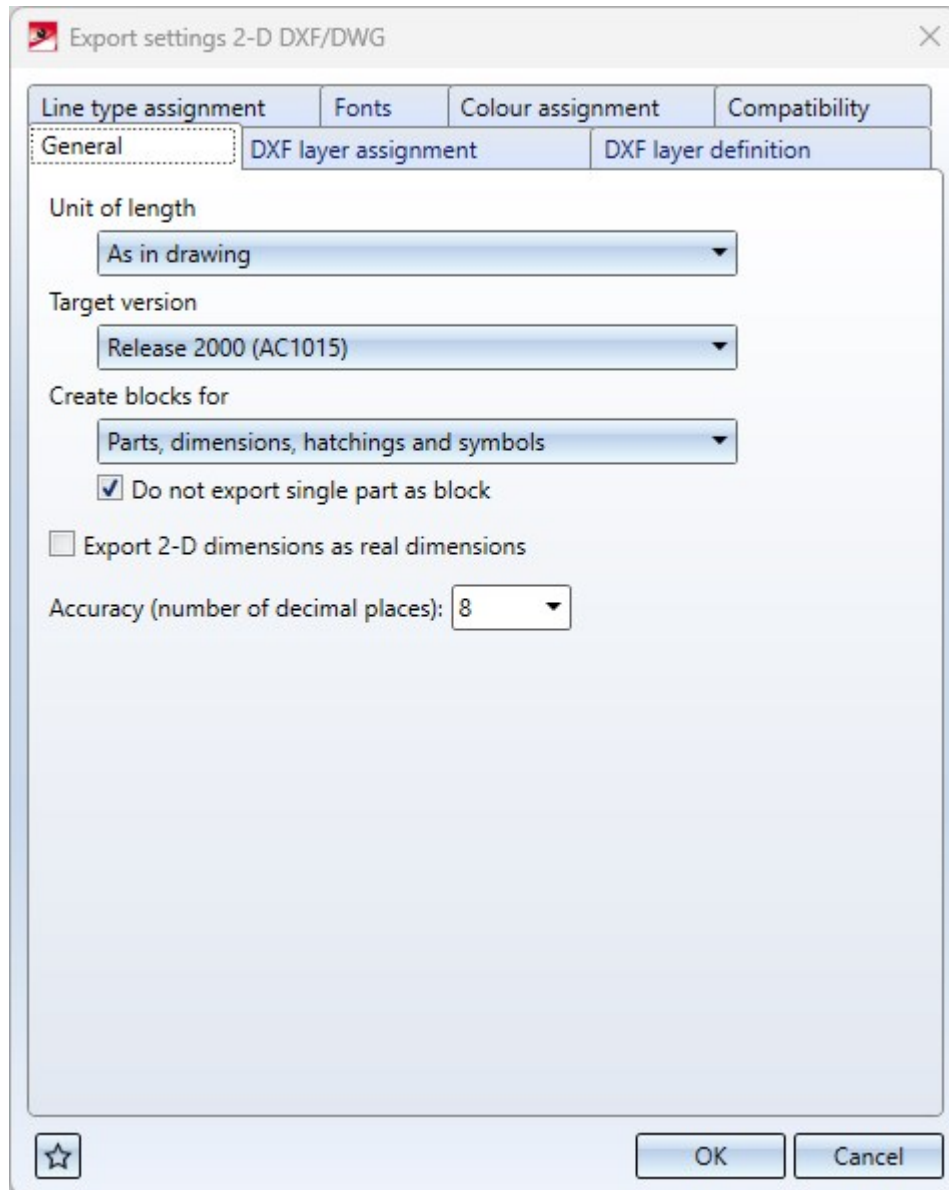 Export settings 2-D DXF/DWG
Line type assignment Fonts Colour assignment Compatibility
General DXF layer assignment DXF layer definition
Unit of length
As in drawing
Target version
Release 2000 (AC1015)
Create blocks for
Parts, dimensions, hatchings and symbols
Do not export single part as block
Export 2-D dimensions as real dimensions
Accuracy (number of decimal places): 8
OK Cancel